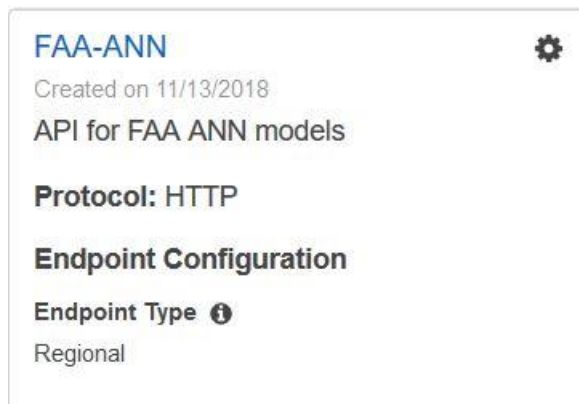 FAA-ANN
Created on 11/13/2018
API for FAA ANN models
Protocol: HTTP
Endpoint Configuration
Endpoint Type
Regional